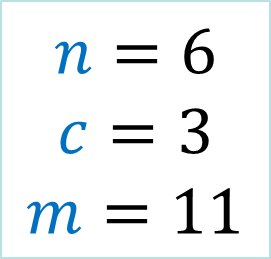 n = 6
c = 3
m = 11